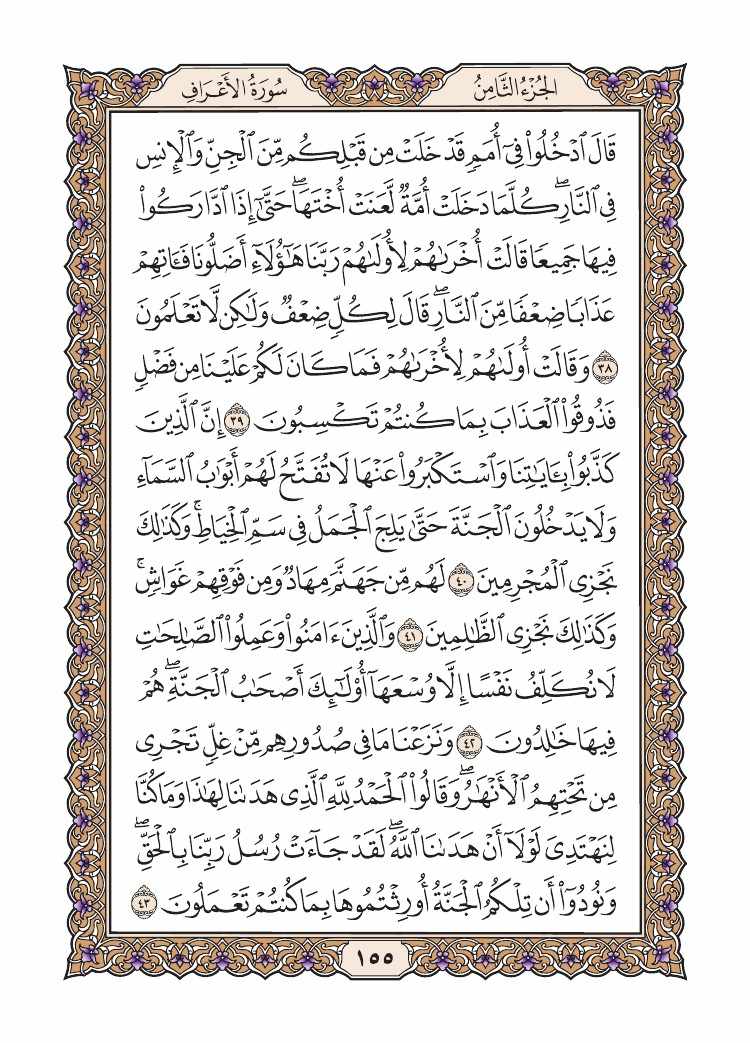 الجُزْءُ الثَّامِنُ
سُورَةُ الأَعْرَافِ
قَالَ ٱدْخُلُواْ فِىٓ أُمَمٍ قَدْ خَلَتْ مِن قَبْلِكُم مِّنَ ٱلْجِنِّ وَٱلْإِنسِ
فِى ٱلنَّارِۖ كُلَّمَا دَخَلَتْ أُمَّةٌ لَّعَنَتْ أُخْتَهَاۖ حَتَّىٰٓ إِذَا ٱدَّارَكُواْ
فِيهَا جَمِيعًا قَالَتْ أُخْرَىٰهُمْ لِأُولَىٰهُمْ رَبَّنَا هَٰٓؤُلَآءِ أَضَلُّونَا فَـَٔاتِهِمْ
عَذَابًا ضِعْفًا مِّنَ ٱلنَّارِۖ قَالَ لِكُلٍّ ضِعْفٌ وَلَٰكِن لَّا تَعْلَمُونَ
٣٨ وَقَالَتْ أُولَىٰهُمْ لِأُخْرَىٰهُمْ فَمَا كَانَ لَكُمْ عَلَيْنَا مِن فَضْلٍ
فَذُوقُواْ ٱلْعَذَابَ بِمَا كُنتُمْ تَكْسِبُونَ ٣٩ إِنَّ ٱلَّذِينَ
كَذَّبُواْ بِـَٔايَٰتِنَا وَٱسْتَكْبَرُواْ عَنْهَا لَا تُفَتَّحُ لَهُمْ أَبْوَٰبُ ٱلسَّمَآءِ
وَلَا يَدْخُلُونَ ٱلْجَنَّةَ حَتَّىٰ يَلِجَ ٱلْجَمَلُ فِى سَمِّ ٱلْخِيَاطِۚ وَكَذَٰلِكَ
نَجْزِى ٱلْمُجْرِمِينَ ٤٠ لَهُم مِّن جَهَنَّمَ مِهَادٌ وَمِن فَوْقِهِمْ غَوَاشٍۚ
وَكَذَٰلِكَ نَجْزِى ٱلظَّٰلِمِينَ ٤١ وَٱلَّذِينَ ءَامَنُواْ وَعَمِلُواْ ٱلصَّٰلِحَٰتِ
لَا نُكَلِّفُ نَفْسًا إِلَّا وُسْعَهَآ أُوْلَٰٓئِكَ أَصْحَٰبُ ٱلْجَنَّةِۖ هُمْ
فِيهَا خَٰلِدُونَ ٤٢ وَنَزَعْنَا مَا فِى صُدُورِهِم مِّنْ غِلٍّ تَجْرِى
مِن تَحْتِهِمُ ٱلْأَنْهَٰرُۖ وَقَالُواْ ٱلْحَمْدُ لِلَّهِ ٱلَّذِى هَدَىٰنَا لِهَٰذَا وَمَا كُنَّا
لِنَهْتَدِىَ لَوْلَآ أَنْ هَدَىٰنَا ٱللَّهُۖ لَقَدْ جَآءَتْ رُسُلُ رَبِّنَا بِٱلْحَقِّۖ
وَنُودُوٓاْ أَن تِلْكُمُ ٱلْجَنَّةُ أُورِثْتُمُوهَا بِمَا كُنتُمْ تَعْمَلُونَ ٤٣
١٥٥